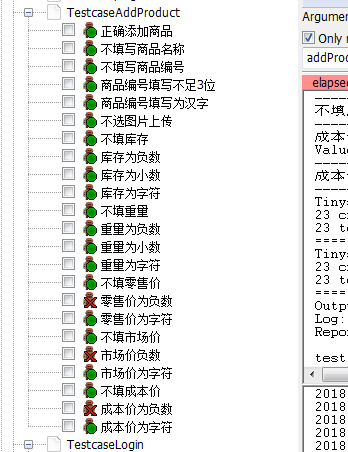 TestcaseAddProduct
正确添加商品
不填写商品名称
不填写商品编号
商品编号填写不足3位
商品编号填写为汉字
不选图片上传
不填库存
库存为负数
库存为小数
库存为字符
不填重量
重量为负数
重量为小数
重量为字符
不填零售价
零售价为负数
零售价为字符
不填市场价
市场价为负数
市场价为字符
不填成本价
成本价为负数
成本价为字符
TestcaseLogin
Argumen
Only r
addProd
elapse
--------
不填
--------
成本
Value
--------
成本
--------
Tiny
23 c
23 te
====
Tiny
23 c
23 te
====
Outp
Log:
Repo
test
2018
2018
2018
2018